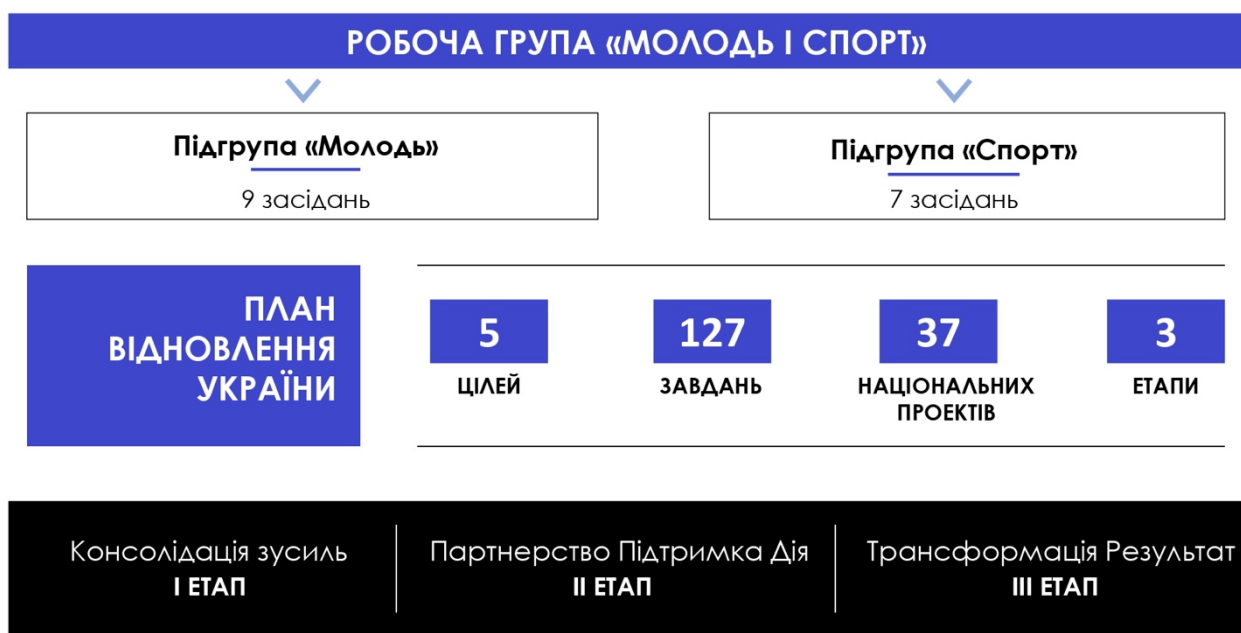 РОБОЧА ГРУПА «МОЛОДЬ І СПОРТ»
Підгрупа «Молодь»
9 засідань
Підгрупа «Спорт»
7 засідань
ПЛАН
ВІДНОВЛЕННЯ
УКРАЇНИ
5
ЦІЛЕЙ
127
ЗАВДАНЬ
37
НАЦІОНАЛЬНИХ
ПРОЕКТІВ
3
ЕТАПИ
Консолідація зусиль
І ЕТАП
Партнерство Підтримка Дія
ІІ ЕТАП
Трансформація Результат
ІІІ ЕТАП